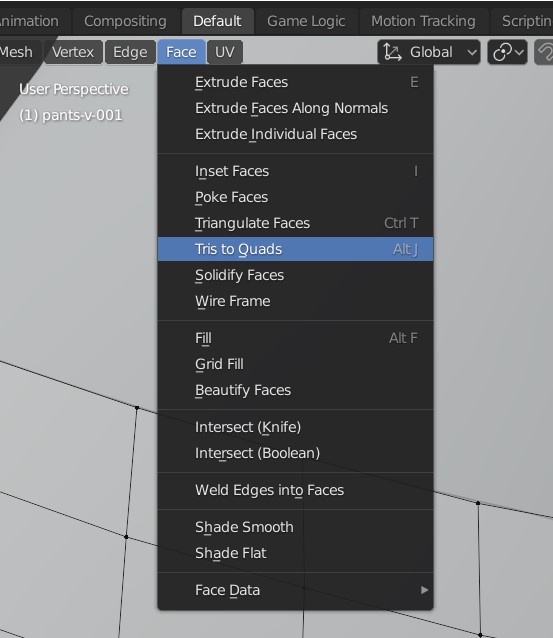 nimation Compositing Default Game Logic Motion Tracking Scriptin
Mesh Vertex Edge Face UV Global
User Perspective
(1) pants-v-001
Extrude Faces E
Extrude Faces Along Normals
Extrude Individual Faces
Inset Faces I
Poke Faces
Triangulate Faces Ctrl T
Tris to Quads Alt J
Solidify Faces
Wire Frame
Fill Alt F
Grid Fill
Beautify Faces
Intersect (Knife)
Intersect (Boolean)
Weld Edges into Faces
Shade Smooth
Shade Flat
Face Data